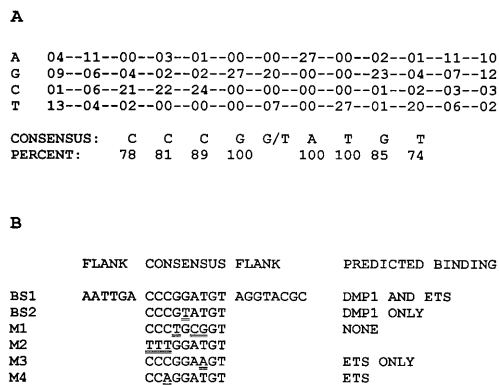 A
A 04--11--00--03--01--00--00--27--00--02--01--11--10
G 09--06--04--02--02--27--20--00--00--23--04--07--12
C 01--06--21--22--24--00--00--00--00--01--02--03--03
T 13--04--02--00--00--00--07--00--27--01--20--06--02
CONSENSUS: C C C G G/T A T G T
PERCENT: 78 81 89 100 100 100 85 74
B
FLANK CONSENSUS FLANK PREDICTED BINDING
BS1 AATTGA CCCGGATGT AGGTACGC DMP1 AND ETS
BS2 CCCGTATGT DMP1 ONLY
M1 CCCTGCGGT NONE
M2 TTTGGATGT
M3 CCCGGAAGT ETS ONLY
M4 CCAGGATGT ETS